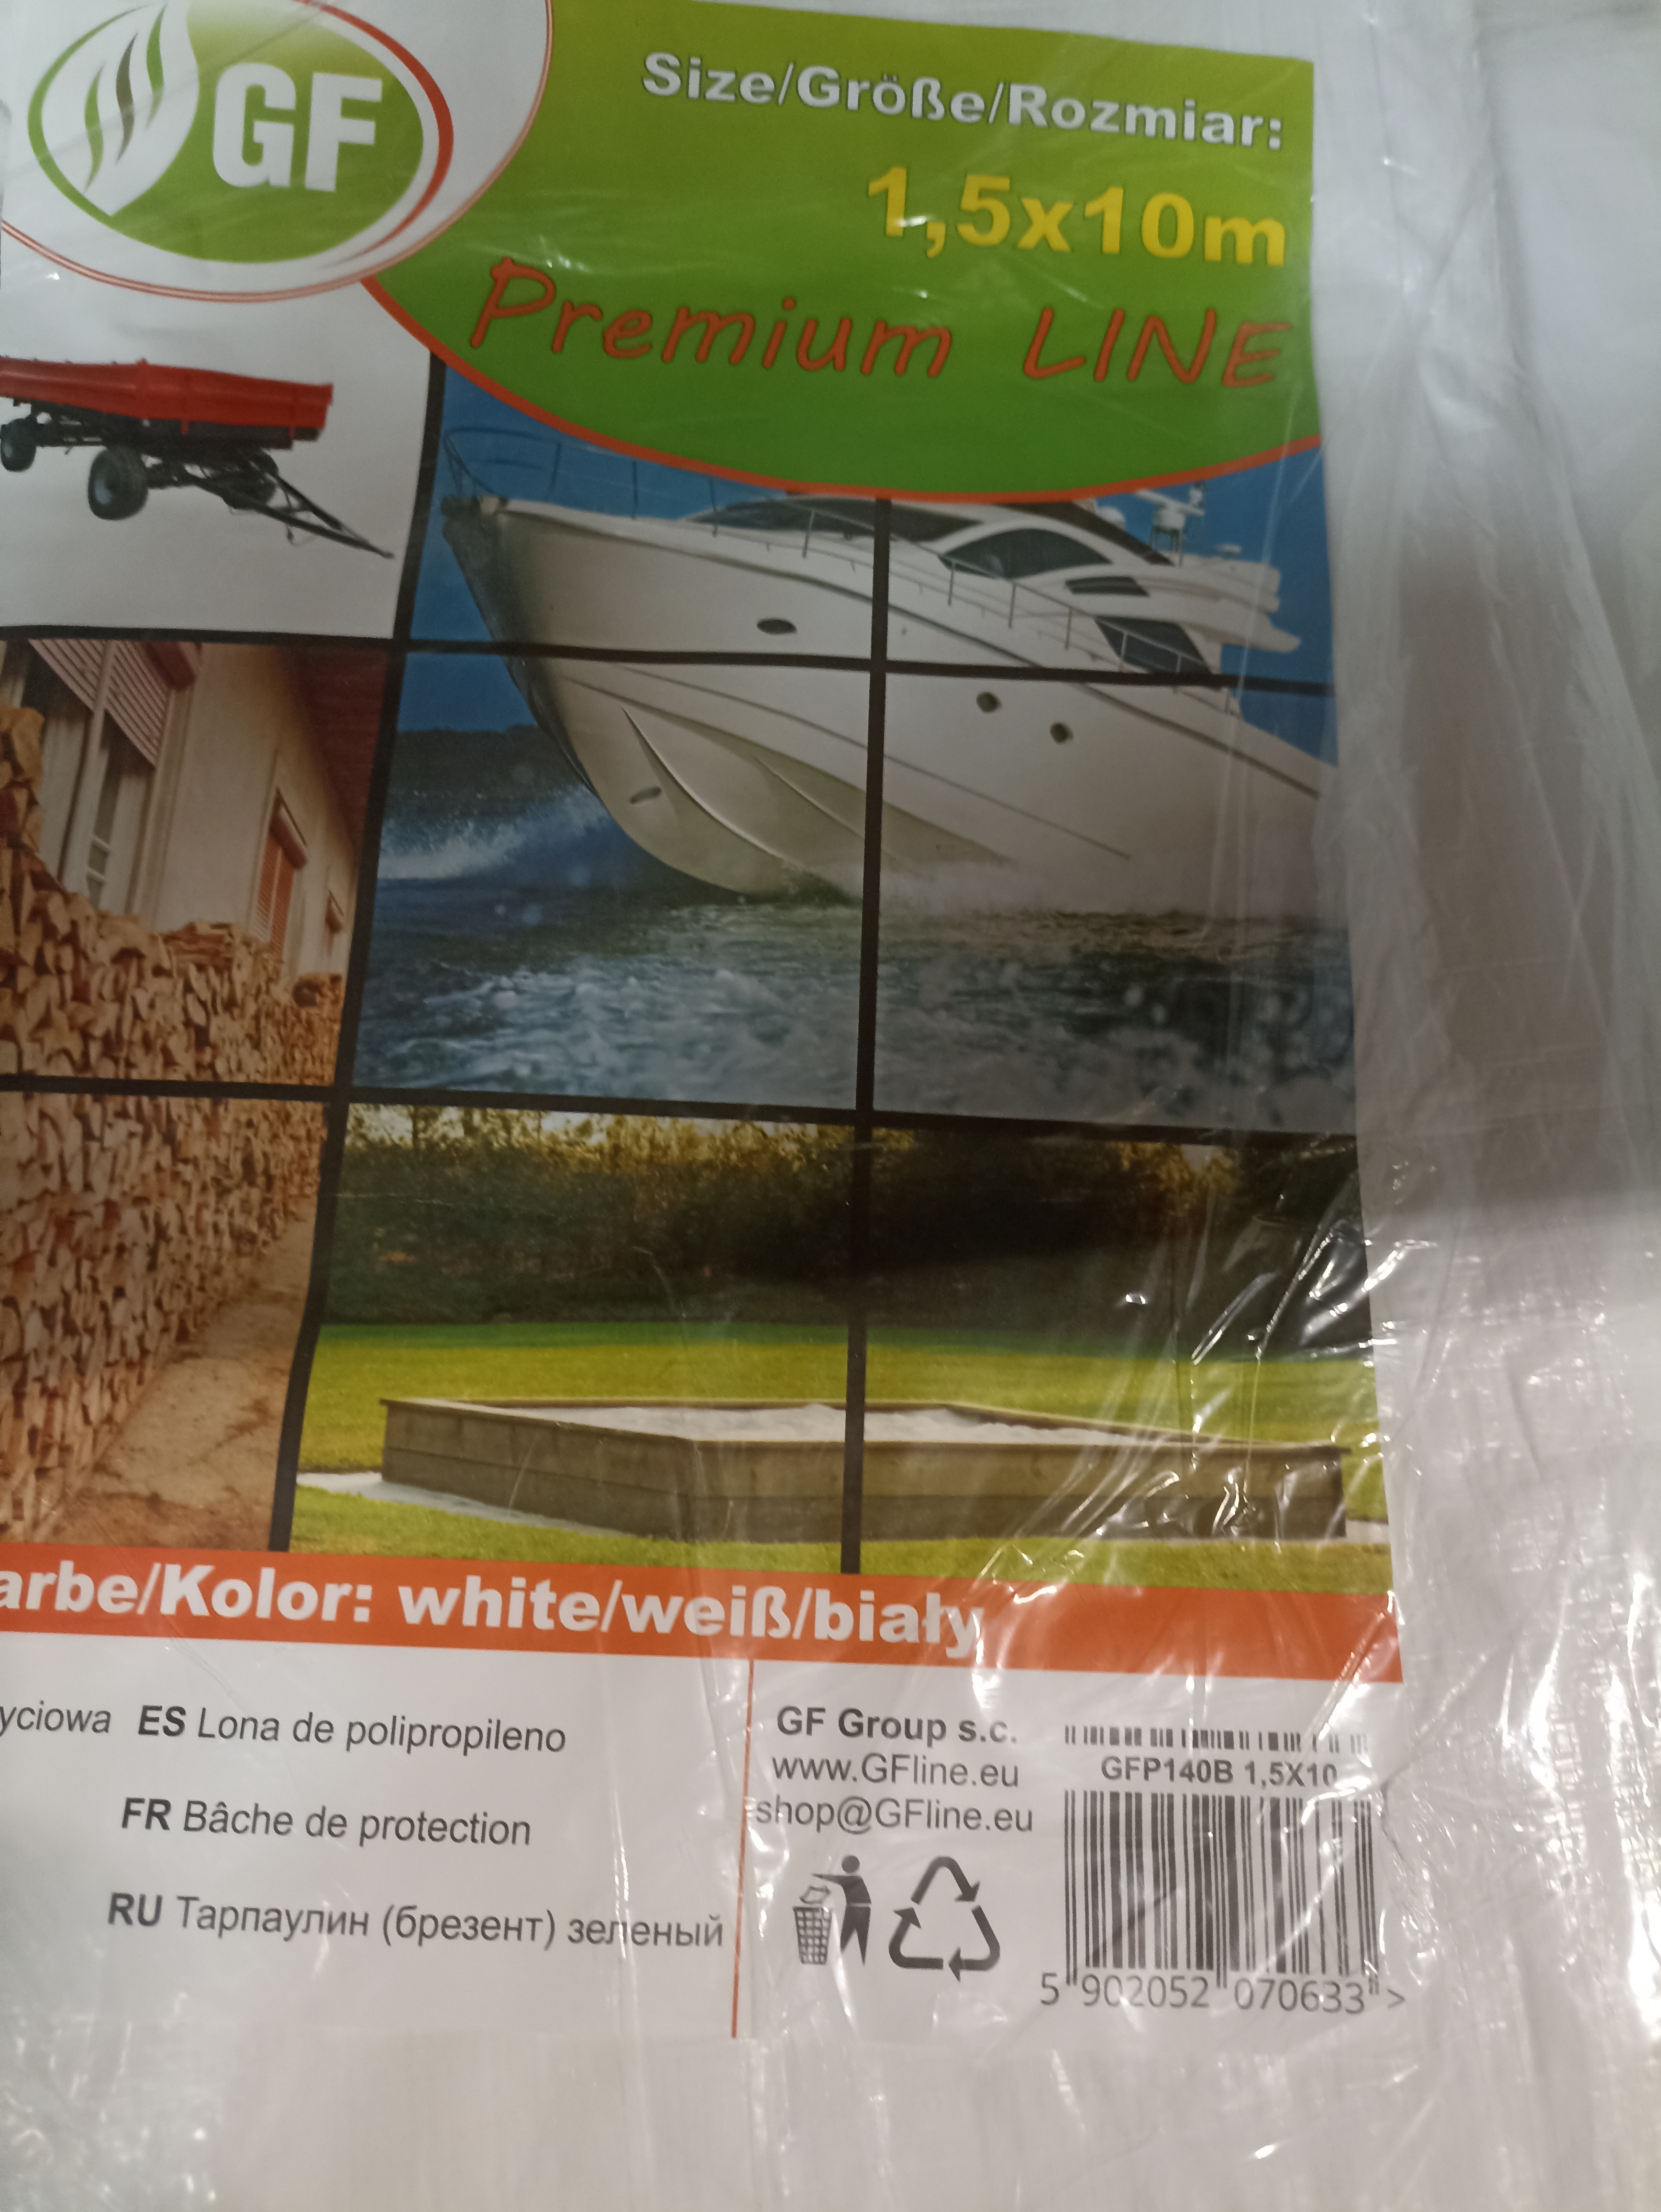 GF
Size/Größe/Rozmiar:
1,5x10m
Premium LINE
arbe/Kolor: white/weiß/biały
yciowa ES Lona de polipropileno
FR Bâche de protection
RU Тарпаулин (брезент) зеленый
GF Group s.c.
www.GFline.eu
shop@GFline.eu
GFP140B 1,5X10
5 902052 070633 >